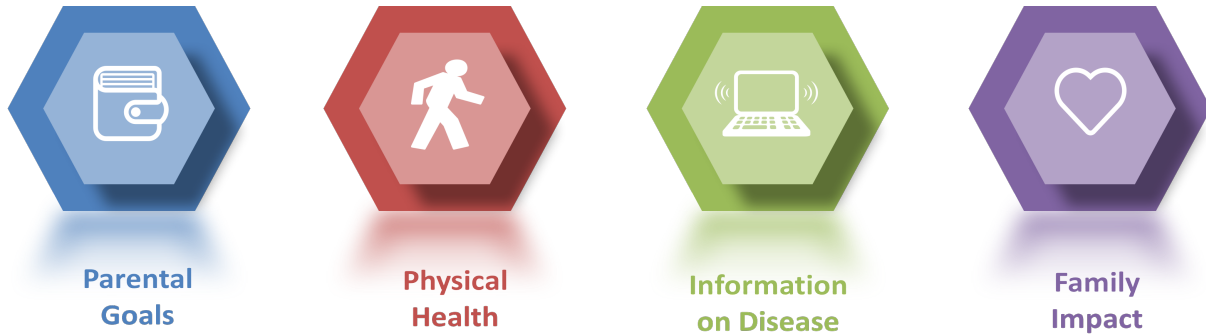 Parental
Goals
Physical
Health
Information
on Disease
Family
Impact